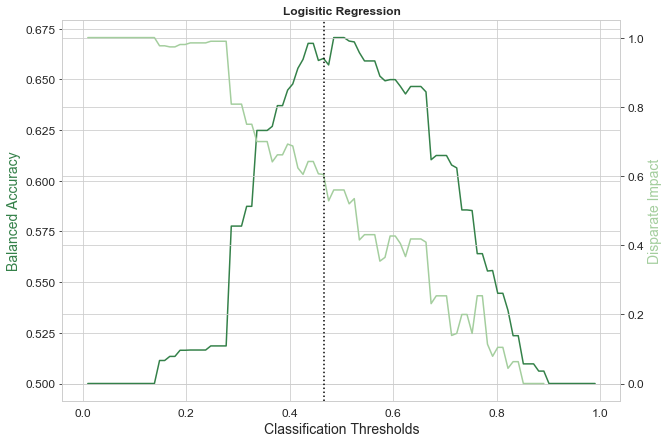 Logisitic Regression
Balanced Accuracy
0.675
0.650
0.625
0.600
0.575
0.550
0.525
0.500
1.0
0.8
0.6
0.4
0.2
0.0
Disparate Impact
0.0 0.2 0.4 0.6 0.8 1.0
Classification Thresholds